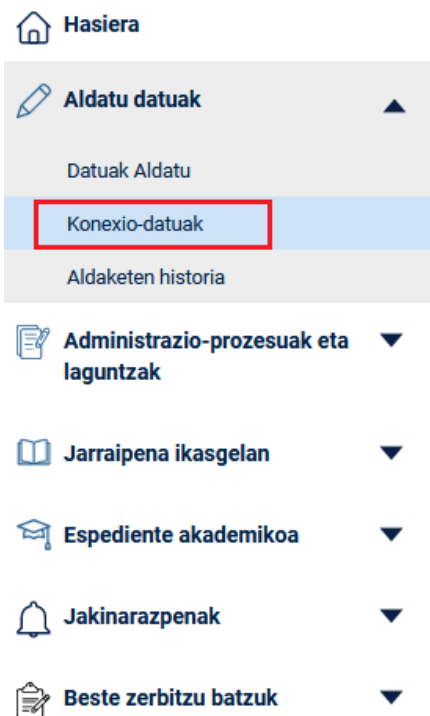 Hasiera
Aldatu datuak
Datuak Aldatu
Konexio-datuak
Aldaketen historia
Administrazio-prozesuak eta
laguntzak
Jarraipena ikasgelan
Espediente akademikoa
Jakinarazpenak
Beste zerbitzu batzuk